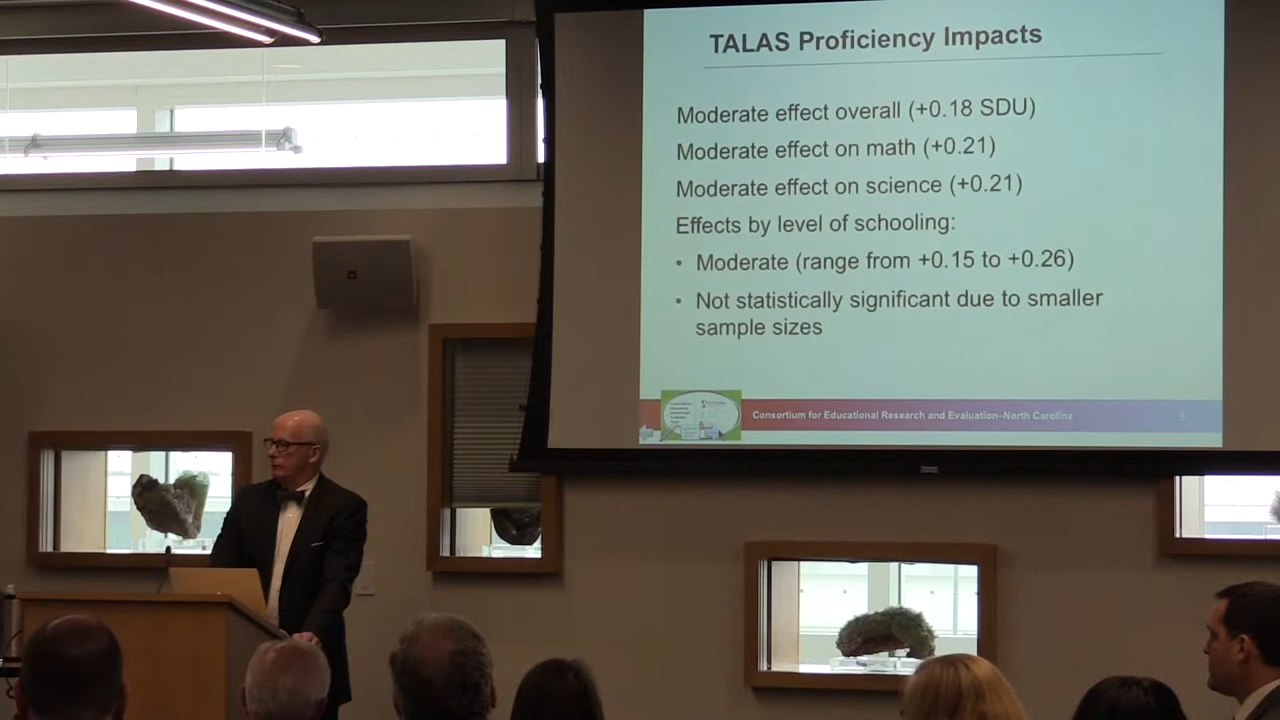 TALAS Proficiency Impacts
Moderate effect overall (+0.18 SDU)
Moderate effect on math (+0.21)
Moderate effect on science (+0.21)
Effects by level of schooling:
• Moderate (range from +0.15 to +0.26)
• Not statistically significant due to smaller
sample sizes
Consortium for Educational Research and Evaluation–North Carolina